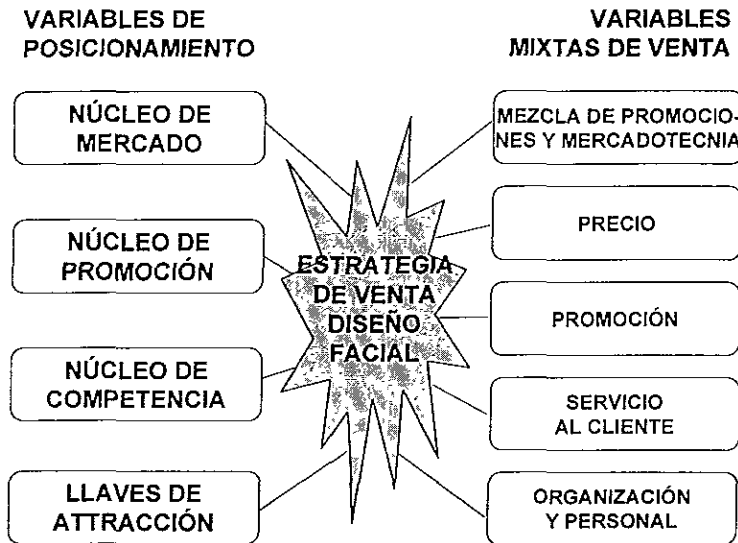 VARIABLES DE
POSICIONAMIENTO
NÚCLEO DE
MERCADO
NÚCLEO DE
PROMOCIÓN
NÚCLEO DE
COMPETENCIA
LLAVES DE
ATTRACCIÓN
ESTRATEGIA
DE VENTA
DISEÑO
FACIAL
VARIABLES
MIXTAS DE VENTA
MEZCLA DE PROMOCIO-
NES Y MERCADOTECNIA
PRECIO
PROMOCIÓN
SERVICIO
AL CLIENTE
ORGANIZACIÓN
Y PERSONAL